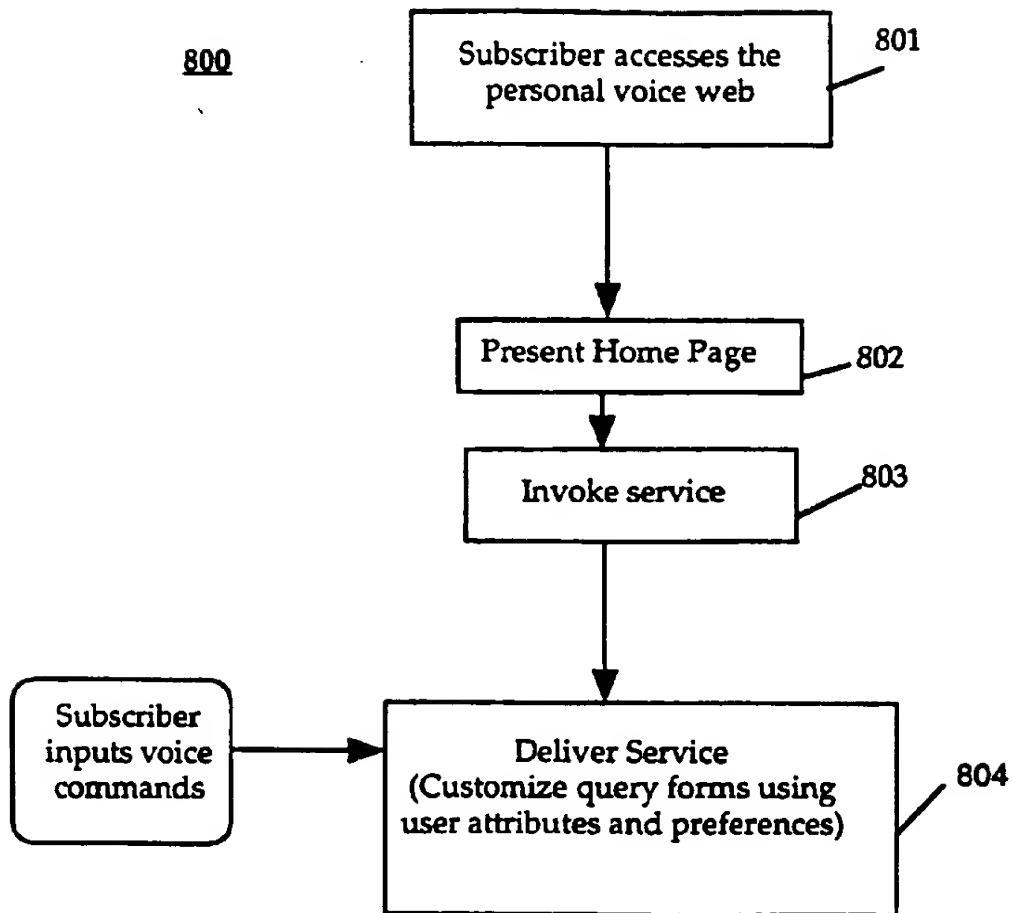 800
Subscriber accesses the
personal voice web
801
Present Home Page
802
Invoke service
803
Subscriber
inputs voice
commands
Deliver Service
(Customize query forms using
user attributes and preferences)
804